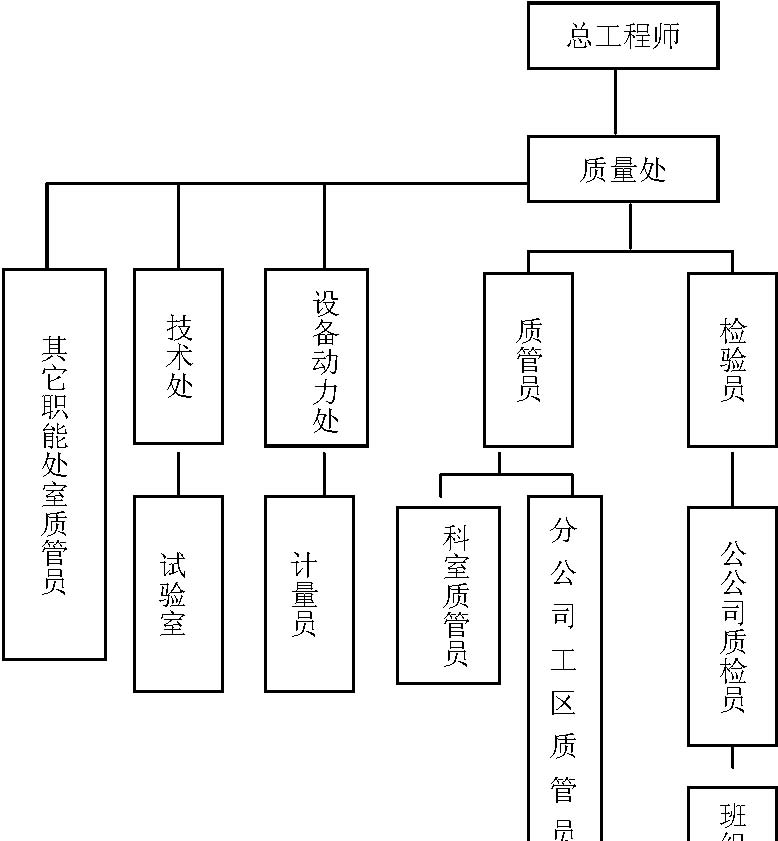 总工程师
质量处
其它职能处室质管员
技术处
设备动力处
质管员
检验员
试验室
计量员
科室质管员
分公司工区质管员
公公司质检员
班组